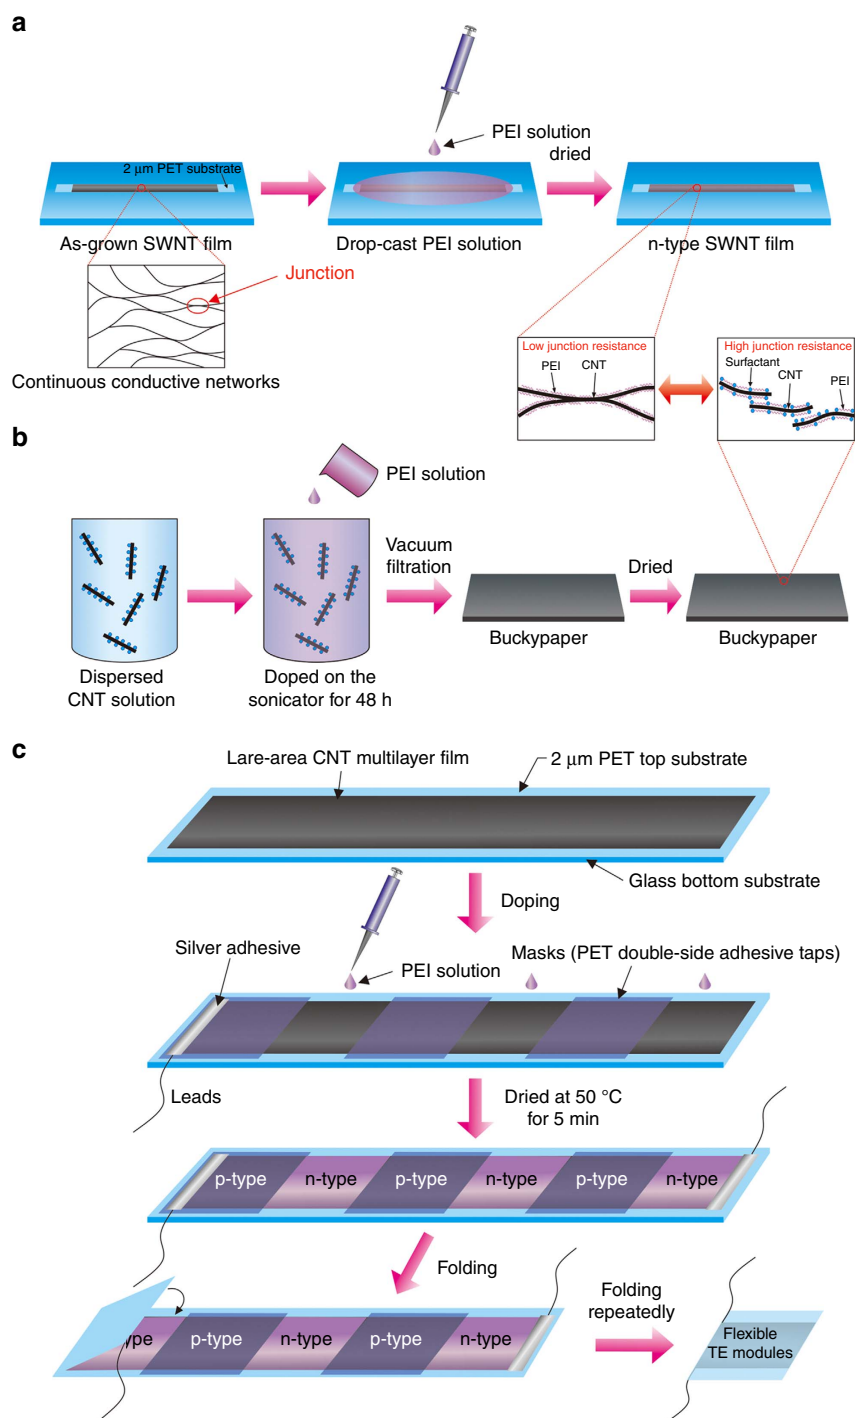 a
PEI solution
dried
2 μm PET substrate
As-grown SWNT film
Drop-cast PEI solution
n-type SWNT film
Junction
Continuous conductive networks
Low junction resistance
PEI
CNT
High junction resistance
Surfactant
CNT
PEI
b
PEI solution
Vacuum
filtration
Dried
Buckypaper
Buckypaper
Dispersed
CNT solution
Doped on the
sonicator for 48 h
c
Lare-area CNT multilayer film
2 μm PET top substrate
Glass bottom substrate
Doping
Silver adhesive
PEI solution
Masks (PET double-side adhesive taps)
Leads
Dried at 50 °C
for 5 min
p-type
n-type
p-type
n-type
p-type
n-type
Folding
Folding
repeatedly
ype
p-type
n-type
p-type
n-type
Flexible
TE modules